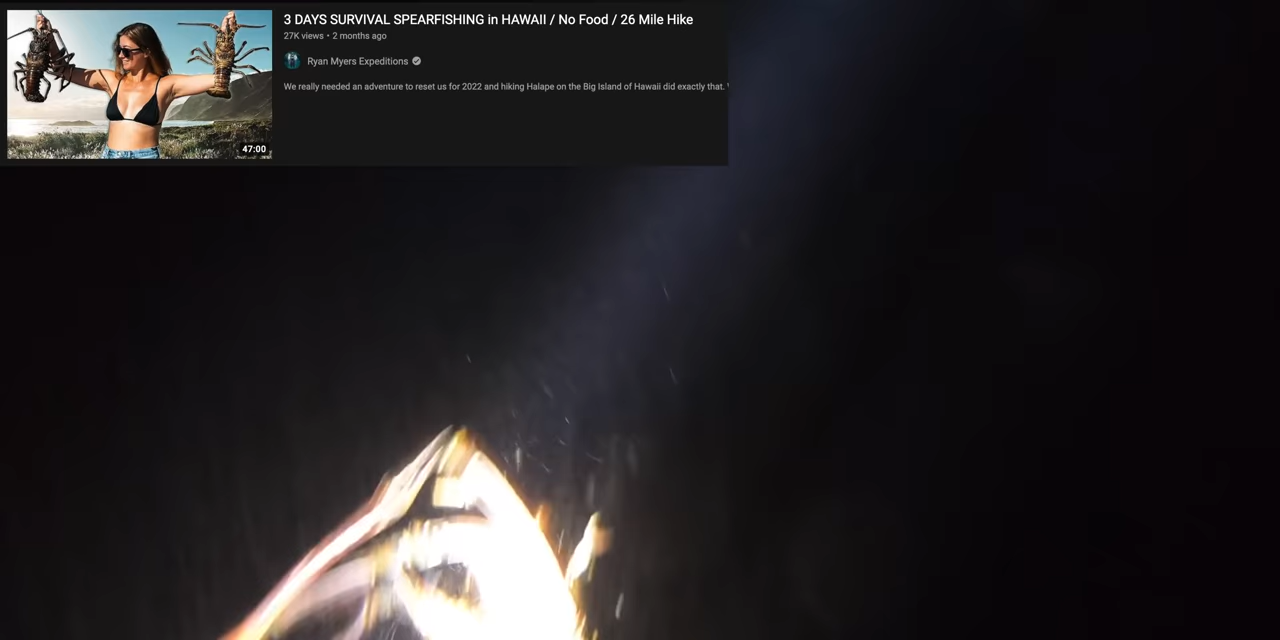 3 DAYS SURVIVAL SPEARFISHING in HAWAII / No Food / 26 Mile Hike
27K views • 2 months ago
Ryan Myers Expeditions
We really needed an adventure to reset us for 2022 and hiking Halape on the Big Island of Hawaii did exactly that.
47:00